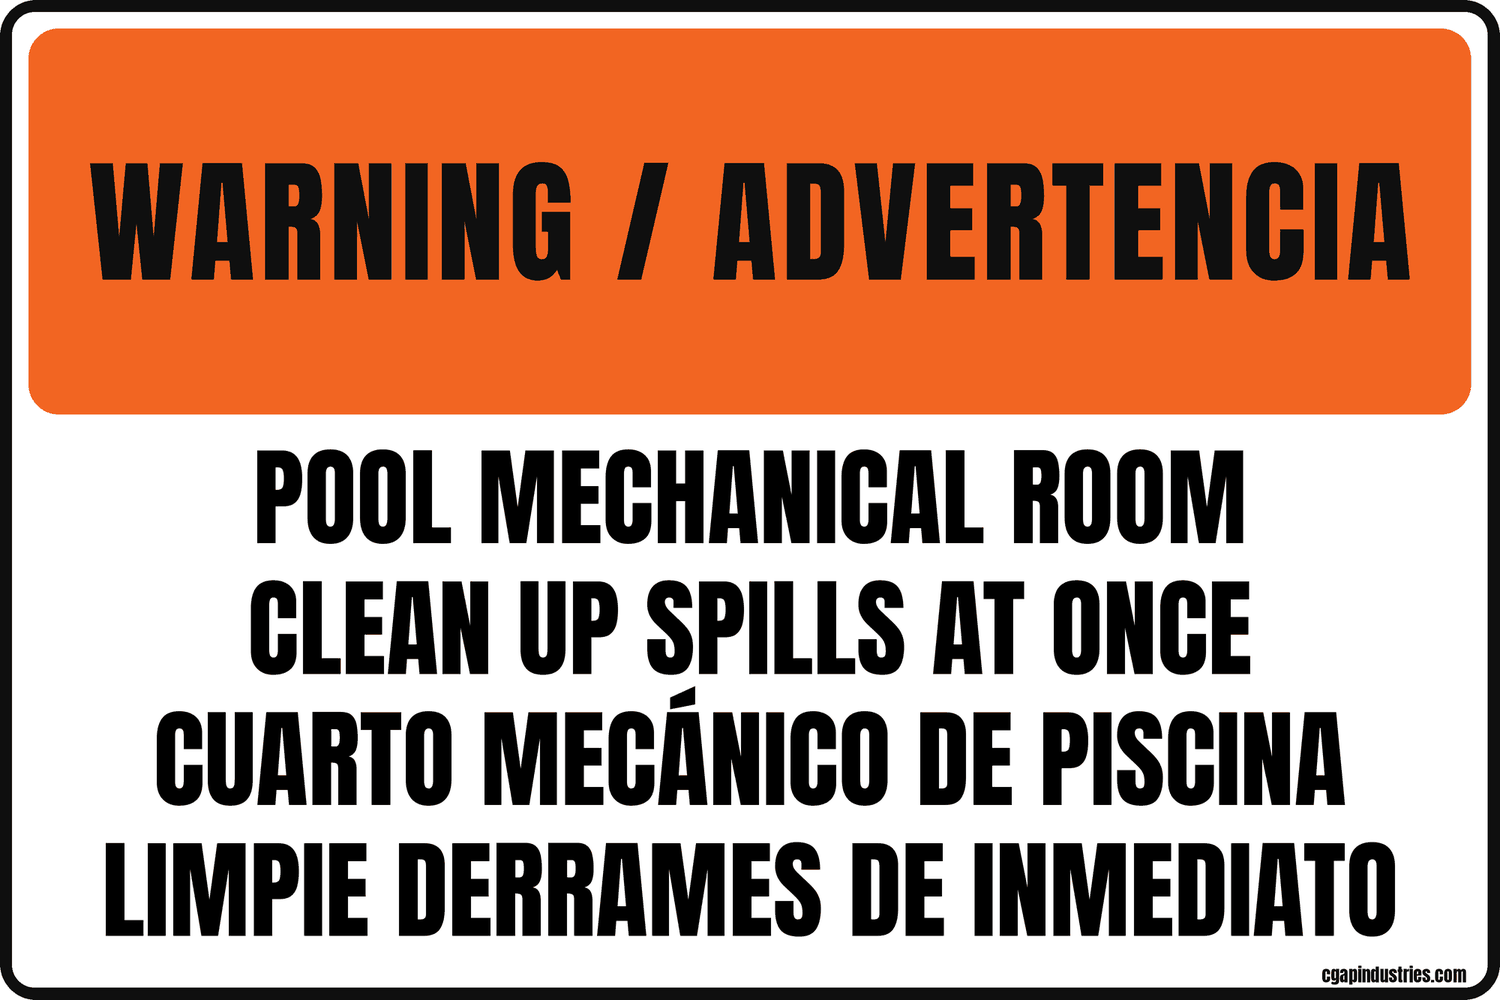 WARNING / ADVERTENCIA
POOL MECHANICAL ROOM
CLEAN UP SPILLS AT ONCE
CUARTO MECÁNICO DE PISCINA
LIMPIE DERRAMES DE INMEDIATO
cgapindustries.com